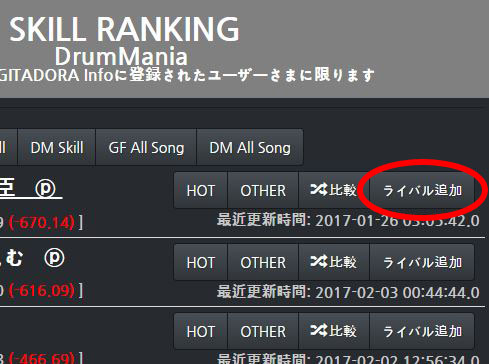 SKILL RANKING
DrumMania
GITADORA Infoに登録されたユーザーさまに限ります
DM Skill GF All Song DM All Song
臣 ⓟ HOT OTHER 比較 ライバル追加
(-670.14) ] 最近更新時間: 2017-01-26 03:03:42.0
む ⓟ HOT OTHER 比較 ライバル追加
0 (-616.09) ] 最近更新時間: 2017-02-03 00:44:44.0
HOT OTHER 比較 ライバル追加
(-466.69) ] 最近更新時間: 2017-02-02 12:56:34.0